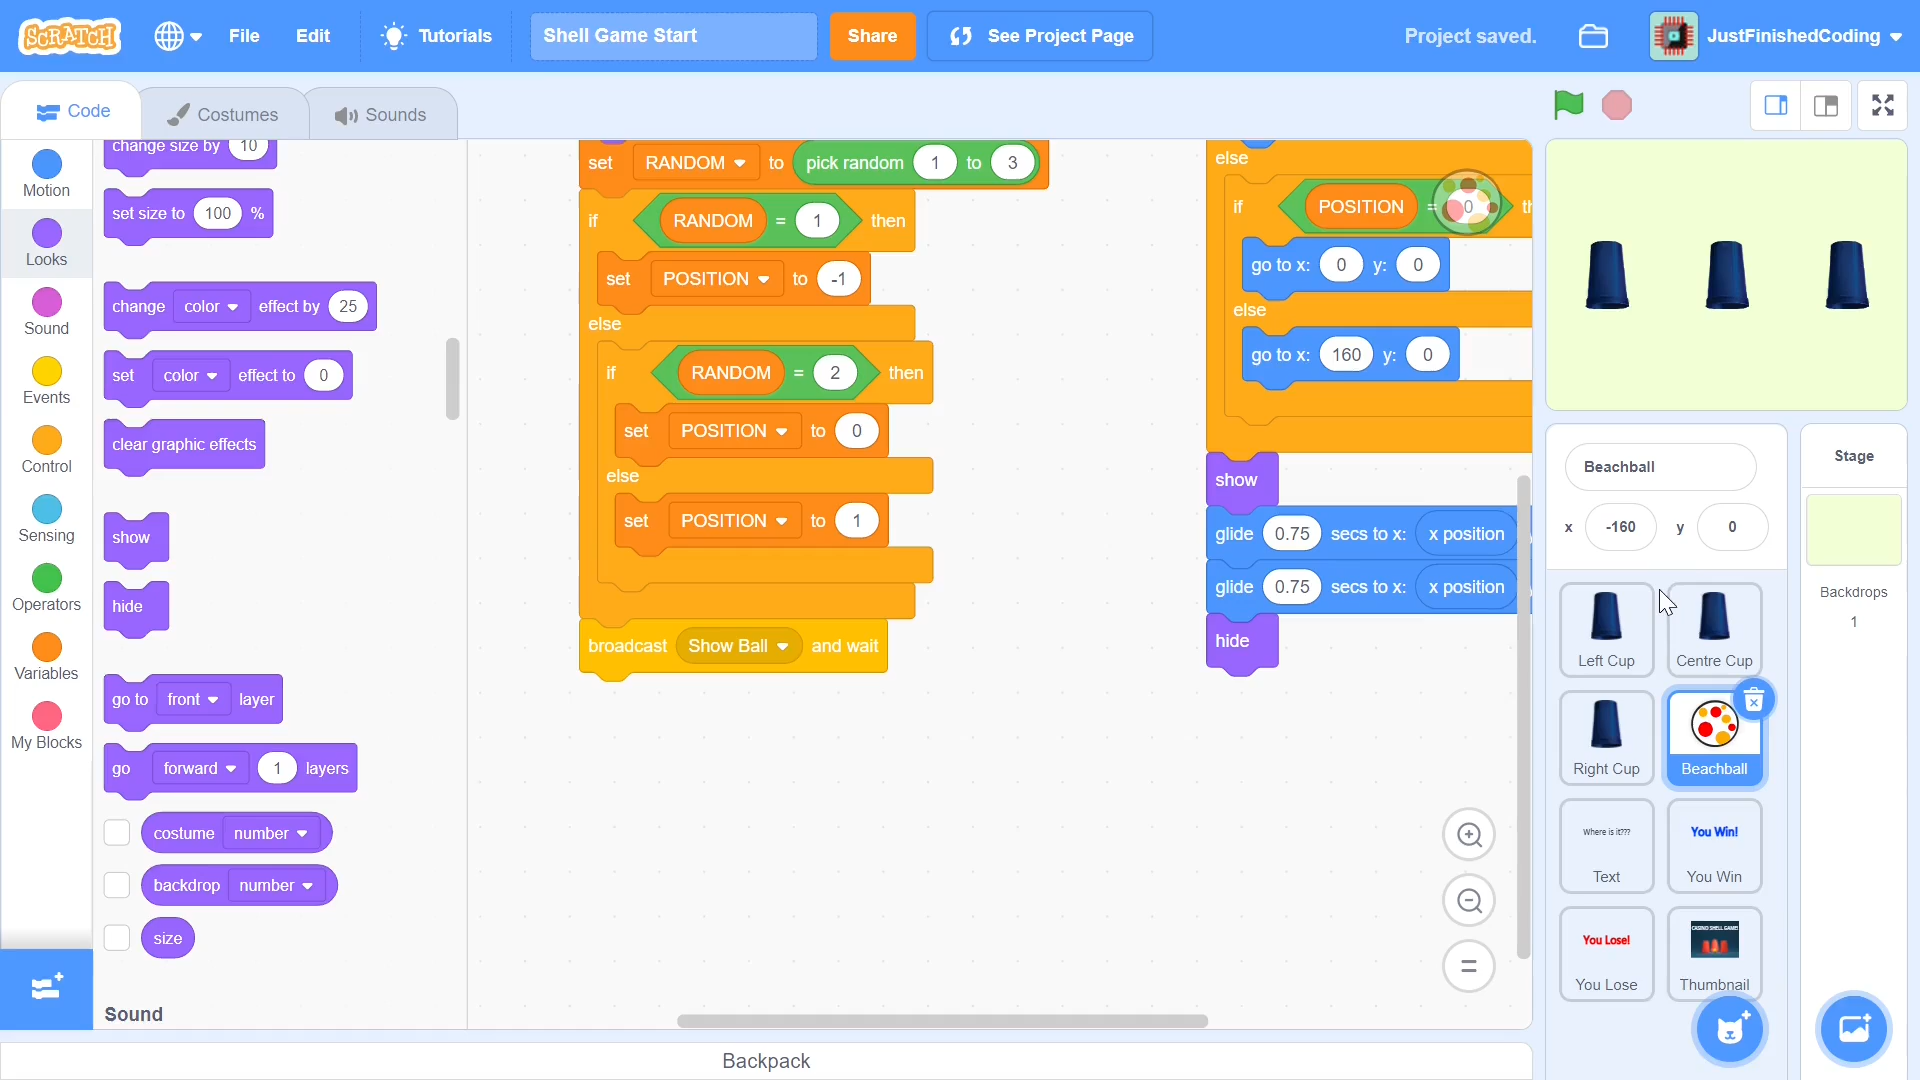 SCRATCH File Edit Tutorials Shell Game Start Share See Project Page Project saved. JustFinishedCoding
Code Costumes Sounds
Motion
Looks
Sound
Events
Control
Sensing
Operators
Variables
My Blocks
change size by 10
set size to 100 %
change color effect by 25
set color effect to 0
clear graphic effects
show
hide
go to front layer
go forward 1 layers
costume number
backdrop number
size
Sound
set RANDOM to pick random 1 to 3
if RANDOM = 1 then
set POSITION to -1
else
if RANDOM = 2 then
set POSITION to 0
else
set POSITION to 1
broadcast Show Ball and wait
else
if POSITION = 0 th
go to x: 0 y: 0
else
go to x: 160 y: 0
show
glide 0.75 secs to x: x position
glide 0.75 secs to x: x position
hide
=
Beachball
x -160 y 0
Left Cup Centre Cup
Right Cup Beachball
Where is it??? You Win!
Text You Win
You Lose! CASINO SHELL GAME!
You Lose Thumbnail
Stage
Backdrops
1
Backpack